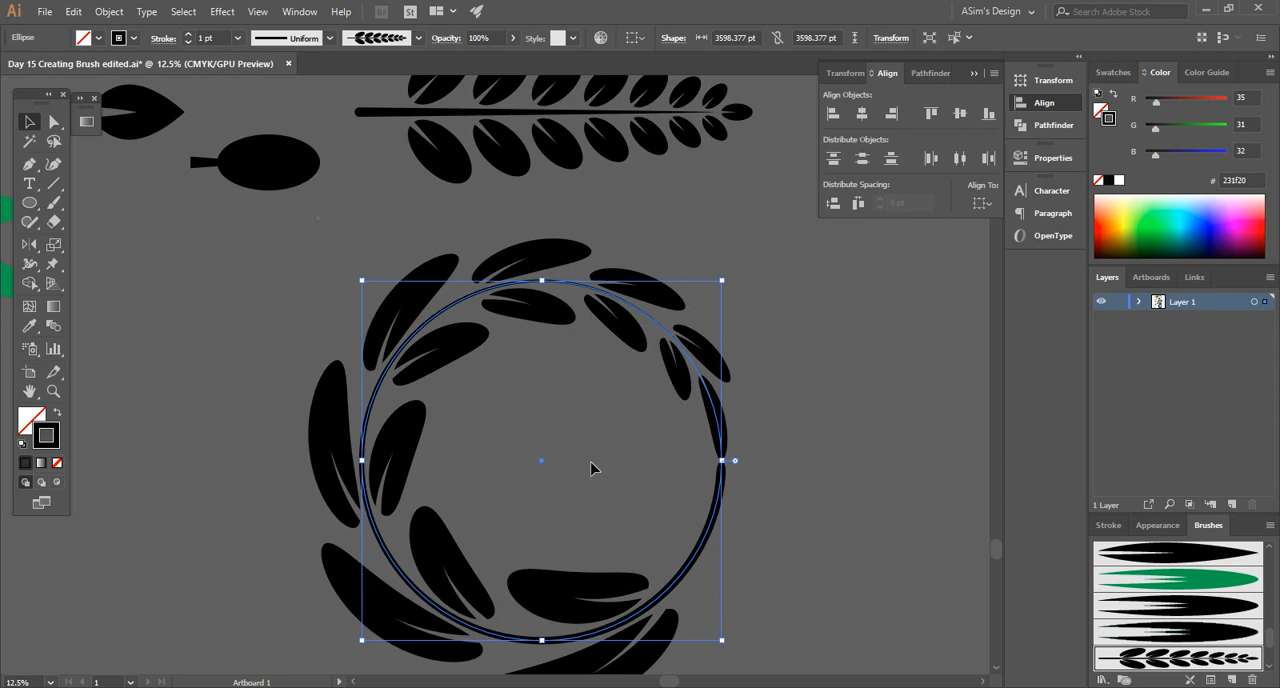 Ai File Edit Object Type Select Effect View Window Help Br St ASim's Design Search Adobe Stock
Ellipse Stroke: 1 pt Uniform Opacity: 100% Style: Shape: 3598.377 pt 3598.377 pt Transform
Day 15 Creating Brush edited.ai* @ 12.5% (CMYK/GPU Preview)
Transform Align Pathfinder
Align Objects:
Distribute Objects:
Distribute Spacing: Align To:
0 pt
Transform
Align
Pathfinder
Properties
Character
Paragraph
OpenType
Swatches Color Color Guide
R 35
G 31
B 32
# 231f20
Layers Artboards Links
Layer 1
1 Layer
Stroke Appearance Brushes
12.5% 1 Artboard 1